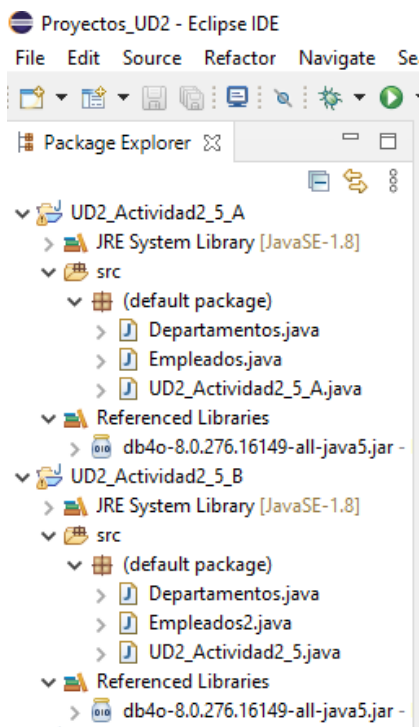 Proyectos_UD2 - Eclipse IDE
File Edit Source Refactor Navigate Se
Package Explorer
UD2_Actividad2_5_A
JRE System Library [JavaSE-1.8]
src
(default package)
Departamentos.java
Empleados.java
UD2_Actividad2_5_A.java
Referenced Libraries
db4o-8.0.276.16149-all-java5.jar -
UD2_Actividad2_5_B
JRE System Library [JavaSE-1.8]
src
(default package)
Departamentos.java
Empleados2.java
UD2_Actividad2_5.java
Referenced Libraries
db4o-8.0.276.16149-all-java5.jar -